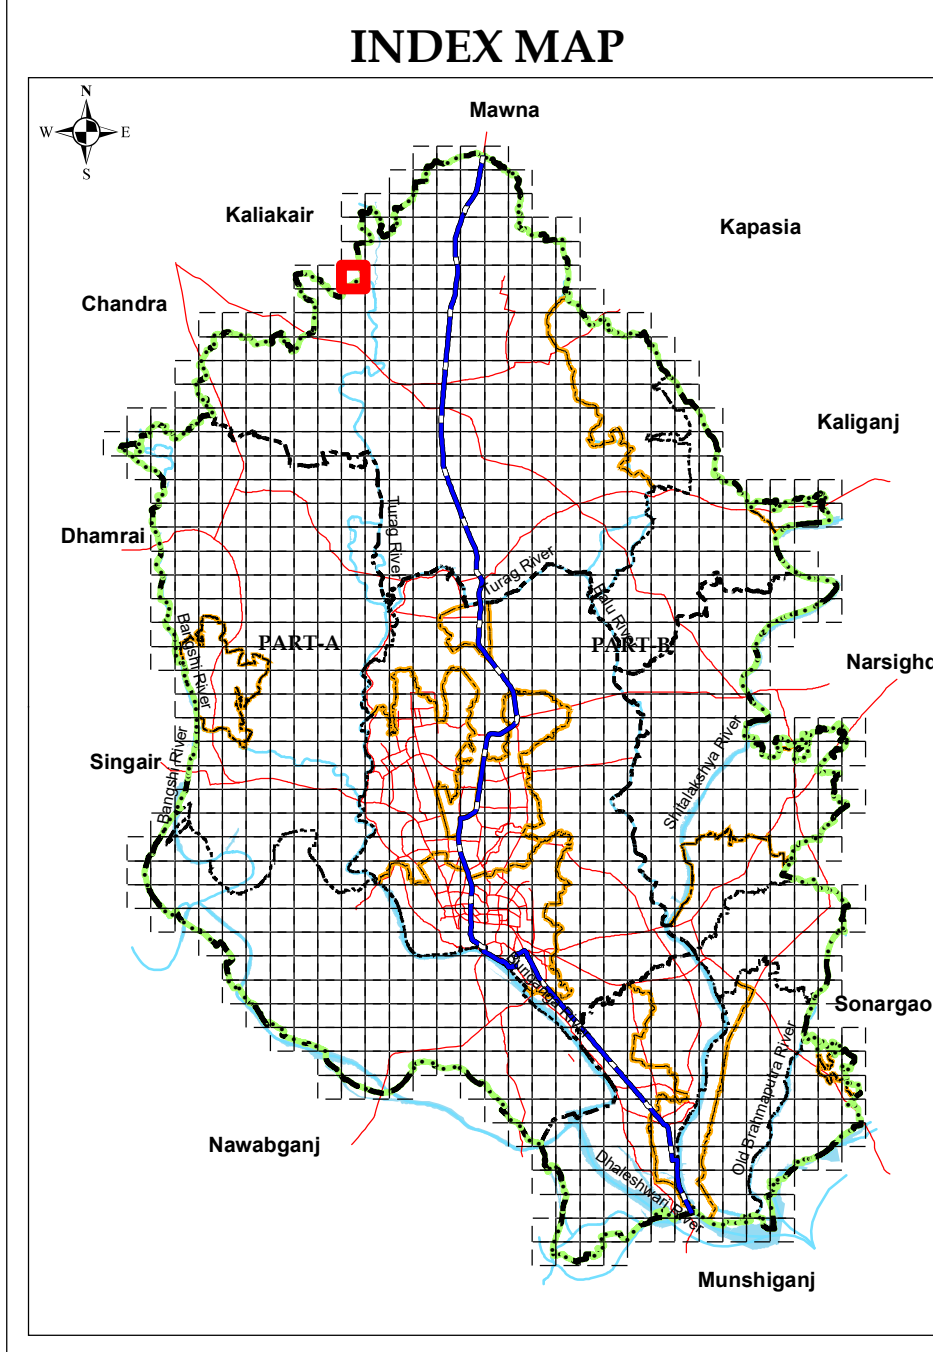 INDEX MAP
N
W E
S
Mawna
Kaliakair
Kapasia
Chandra
Kaliganj
Dhamrai
Turag River
Turag River
Balu River
Bangshi River
PART-A
PART-B
Narsighd
Singair
Bangshi River
Shitalakshya River
Buriganga River
Sonargao
Old Brahmaputra River
Nawabganj
Dhaleshwari River
Munshiganj